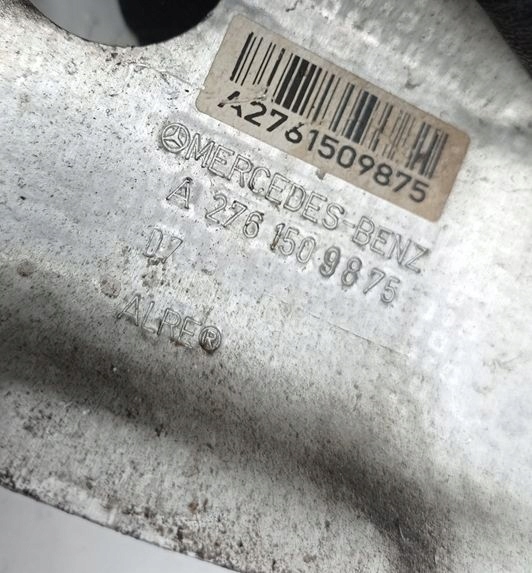 A2761509875
MERCEDES-BENZ
A 276 150 98 75
07
ALRE®